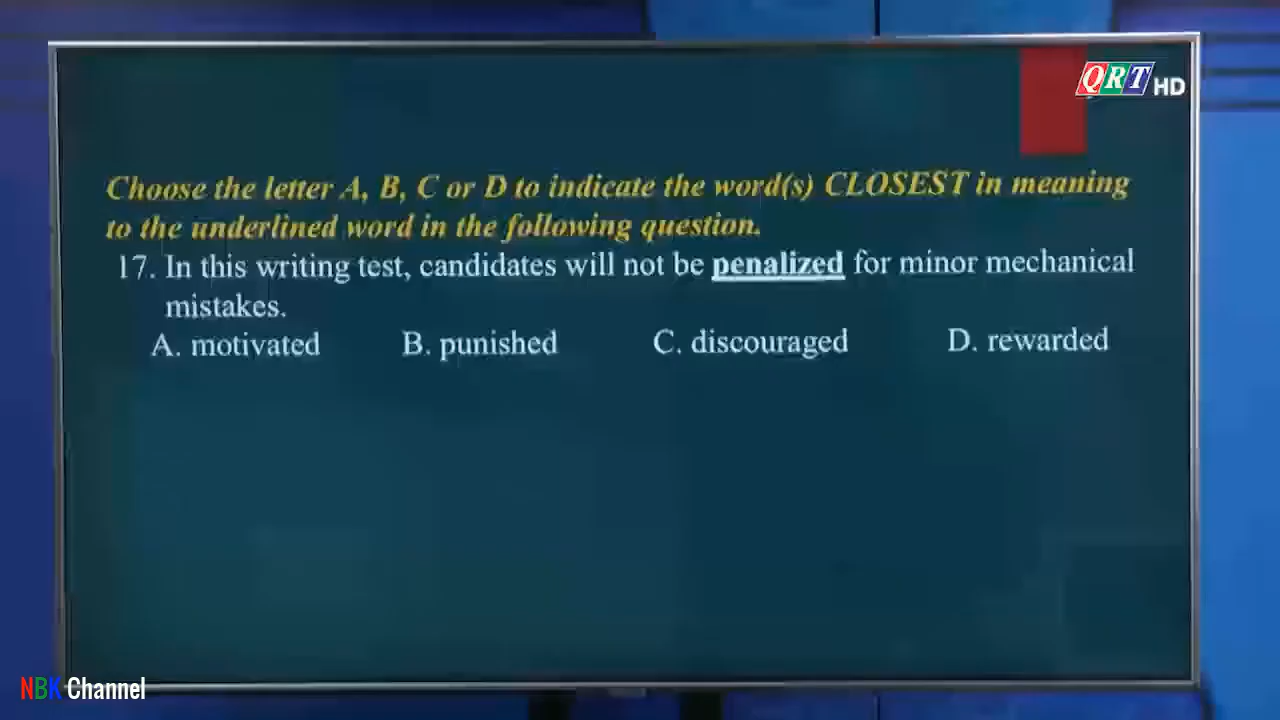 QRT HD
Choose the letter A, B, C or D to indicate the word(s) CLOSEST in meaning
to the underlined word in the following question.
17. In this writing test, candidates will not be penalized for minor mechanical
mistakes.
A. motivated B. punished C. discouraged D. rewarded
NBK Channel